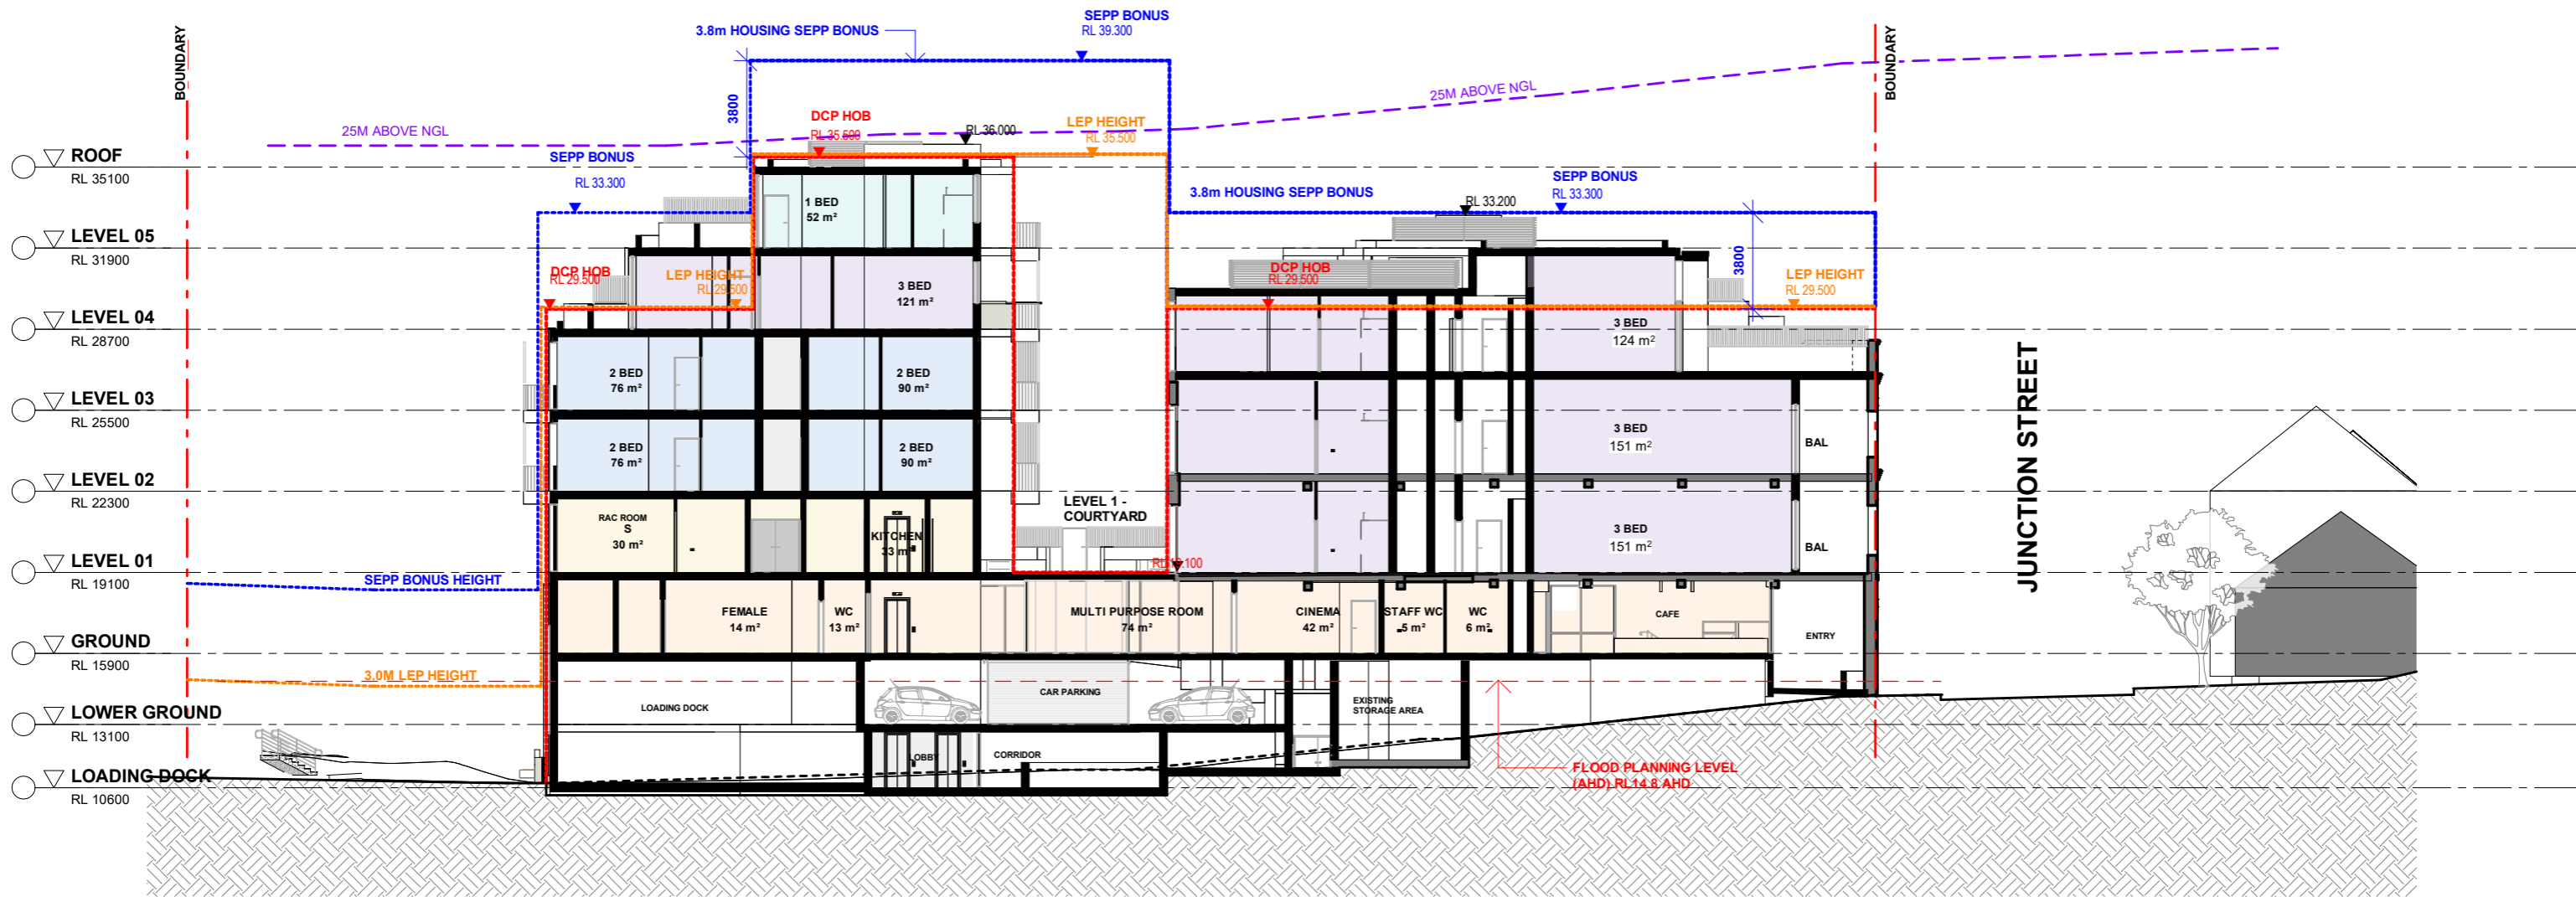 BOUNDARY
3.8m HOUSING SEPP BONUS
SEPP BONUS
RL 39.300
BOUNDARY
3800
25M ABOVE NGL
25M ABOVE NGL
DCP HOB
RL 35.500
RL 36.000
LEP HEIGHT
RL 35.500
ROOF
RL 35100
SEPP BONUS
RL 33.300
1 BED
52 m²
3.8m HOUSING SEPP BONUS
RL 33.200
SEPP BONUS
RL 33.300
LEVEL 05
RL 31900
DCP HOB
RL 29.500
LEP HEIGHT
RL 29.500
3 BED
121 m²
DCP HOB
RL 29.500
3800
LEP HEIGHT
RL 29.500
LEVEL 04
RL 28700
3 BED
124 m²
2 BED
76 m²
2 BED
90 m²
LEVEL 03
RL 25500
3 BED
151 m²
BAL
2 BED
76 m²
2 BED
90 m²
LEVEL 02
RL 22300
LEVEL 1 -
COURTYARD
RAC ROOM
S
30 m²
KITCHEN
33 m²
3 BED
151 m²
BAL
JUNCTION STREET
LEVEL 01
RL 19100
SEPP BONUS HEIGHT
RL19.100
FEMALE
14 m²
WC
13 m²
MULTI PURPOSE ROOM
74 m²
CINEMA
42 m²
STAFF WC
5 m²
WC
6 m²
CAFE
ENTRY
GROUND
RL 15900
3.0M LEP HEIGHT
LOADING DOCK
CAR PARKING
EXISTING
STORAGE AREA
LOWER GROUND
RL 13100
LOBBY
CORRIDOR
FLOOD PLANNING LEVEL
(AHD) RL14.8 AHD
LOADING DOCK
RL 10600